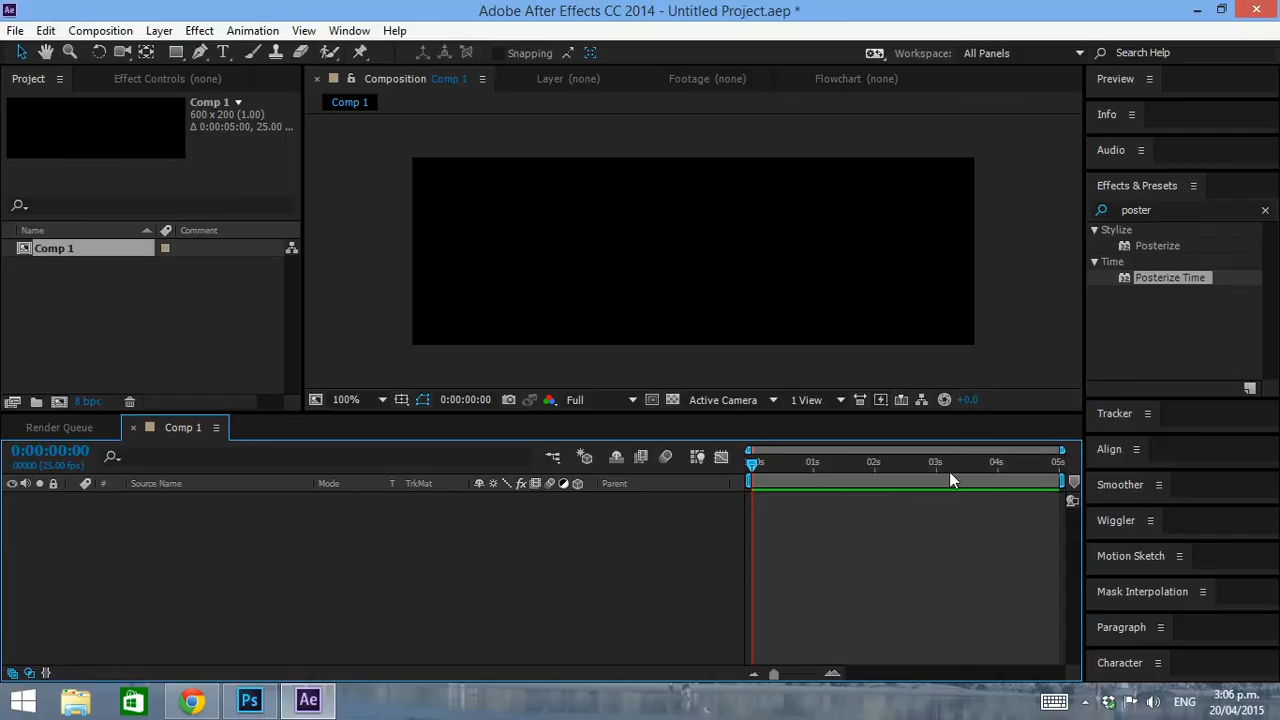 Ae Adobe After Effects CC 2014 - Untitled Project.aep *
File Edit Composition Layer Effect Animation View Window Help
T Snapping Workspace: All Panels Search Help
Project Effect Controls (none) Composition Comp 1 Layer (none) Footage (none) Flowchart (none) Preview
Comp 1
600 x 200 (1.00)
Δ 0:00:05:00, 25.00 ...
Comp 1
Info
Audio
Effects & Presets
poster
Stylize
32 Posterize
Time
32 Posterize Time
Name Comment
Comp 1
8 bpc
100% 0:00:00:00 Full Active Camera 1 View +0.0
Render Queue Comp 1
0:00:00:00
00000 (25.00 fps)
0s 01s 02s 03s 04s 05s
# Source Name Mode T TrkMat Parent
Tracker
Align
Smoother
Wiggler
Motion Sketch
Mask Interpolation
Paragraph
Character
Ps Ae ENG 3:06 p.m.
20/04/2015